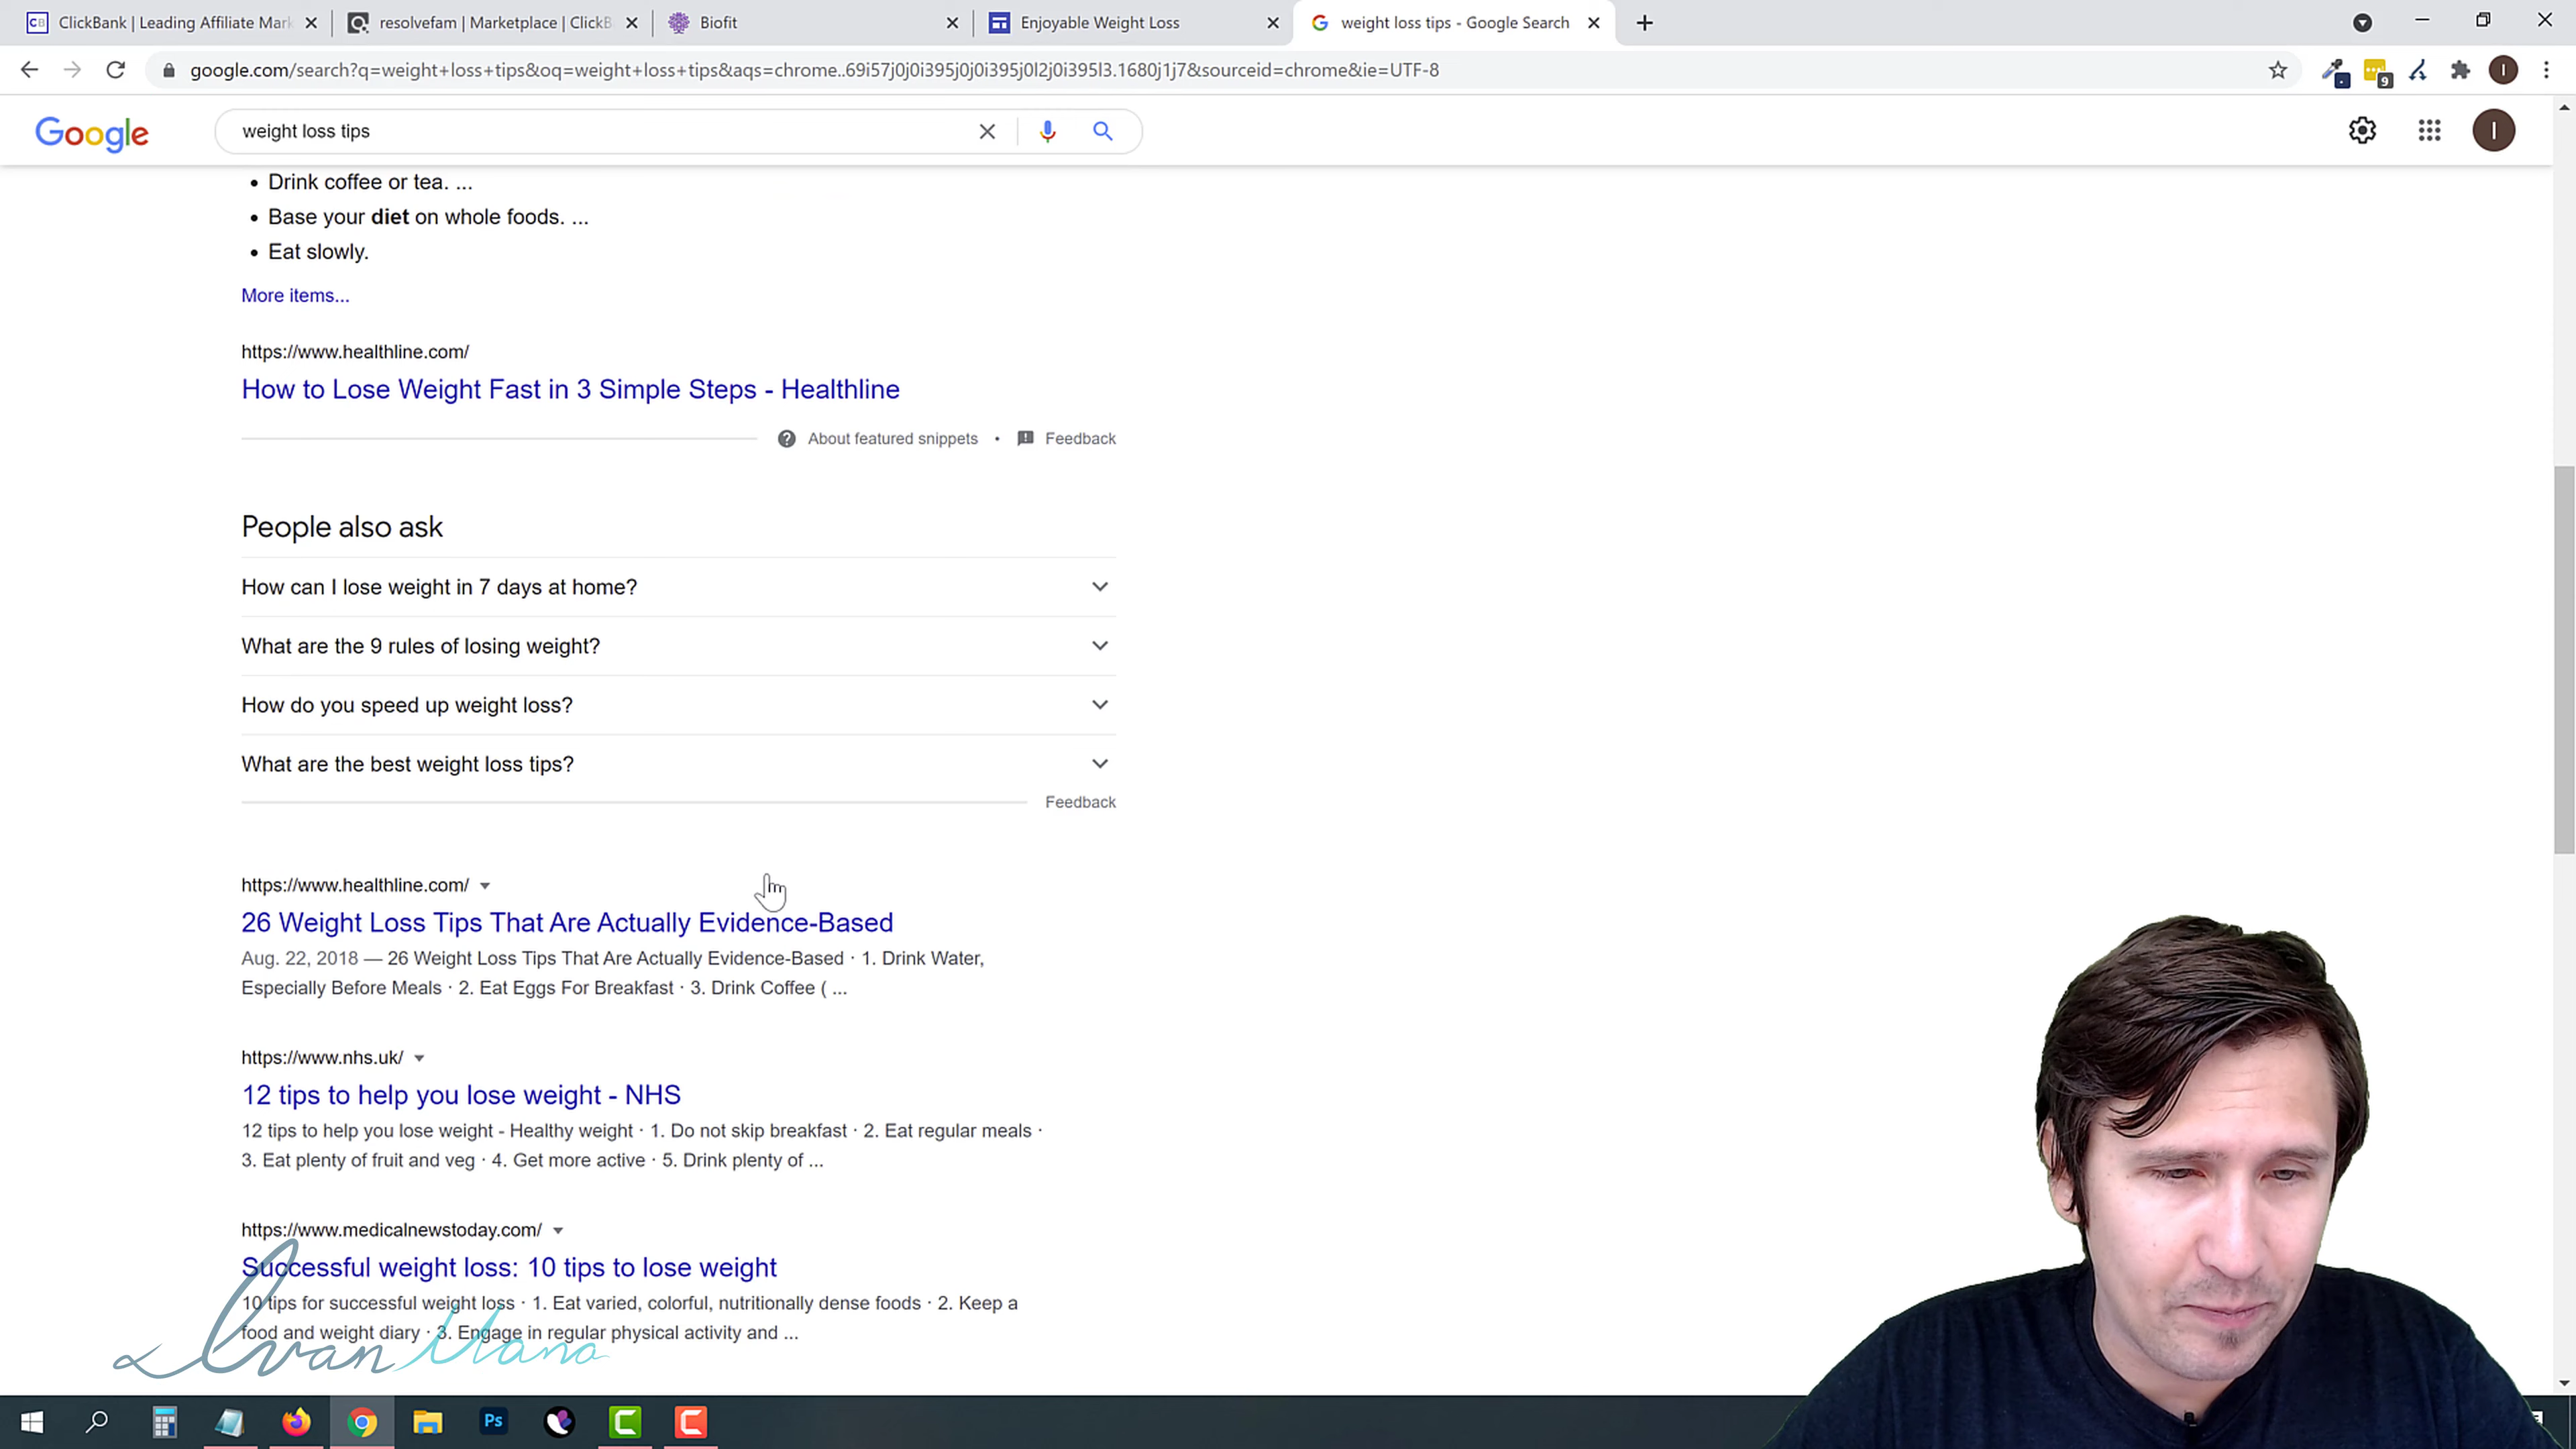 ClickBank | Leading Affiliate Mark
resolvefam | Marketplace | ClickB
Biofit
Enjoyable Weight Loss
weight loss tips - Google Search
google.com/search?q=weight+loss+tips&oq=weight+loss+tips&aqs=chrome..69i57j0j0i395j0j0i395j0l2j0i395l3.1680j1j7&sourceid=chrome&ie=UTF-8
9
I
Google
weight loss tips
I
Drink coffee or tea. ...
Base your diet on whole foods. ...
Eat slowly.
More items...
https://www.healthline.com/
How to Lose Weight Fast in 3 Simple Steps - Healthline
About featured snippets • Feedback
People also ask
How can I lose weight in 7 days at home?
What are the 9 rules of losing weight?
How do you speed up weight loss?
What are the best weight loss tips?
Feedback
https://www.healthline.com/
26 Weight Loss Tips That Are Actually Evidence-Based
Aug. 22, 2018 — 26 Weight Loss Tips That Are Actually Evidence-Based · 1. Drink Water,
Especially Before Meals · 2. Eat Eggs For Breakfast · 3. Drink Coffee ( ...
https://www.nhs.uk/
12 tips to help you lose weight - NHS
12 tips to help you lose weight - Healthy weight · 1. Do not skip breakfast · 2. Eat regular meals ·
3. Eat plenty of fruit and veg · 4. Get more active · 5. Drink plenty of ...
https://www.medicalnewstoday.com/
Successful weight loss: 10 tips to lose weight
10 tips for successful weight loss · 1. Eat varied, colorful, nutritionally dense foods · 2. Keep a
food and weight diary · 3. Engage in regular physical activity and ...
Ivan Mana
Ps